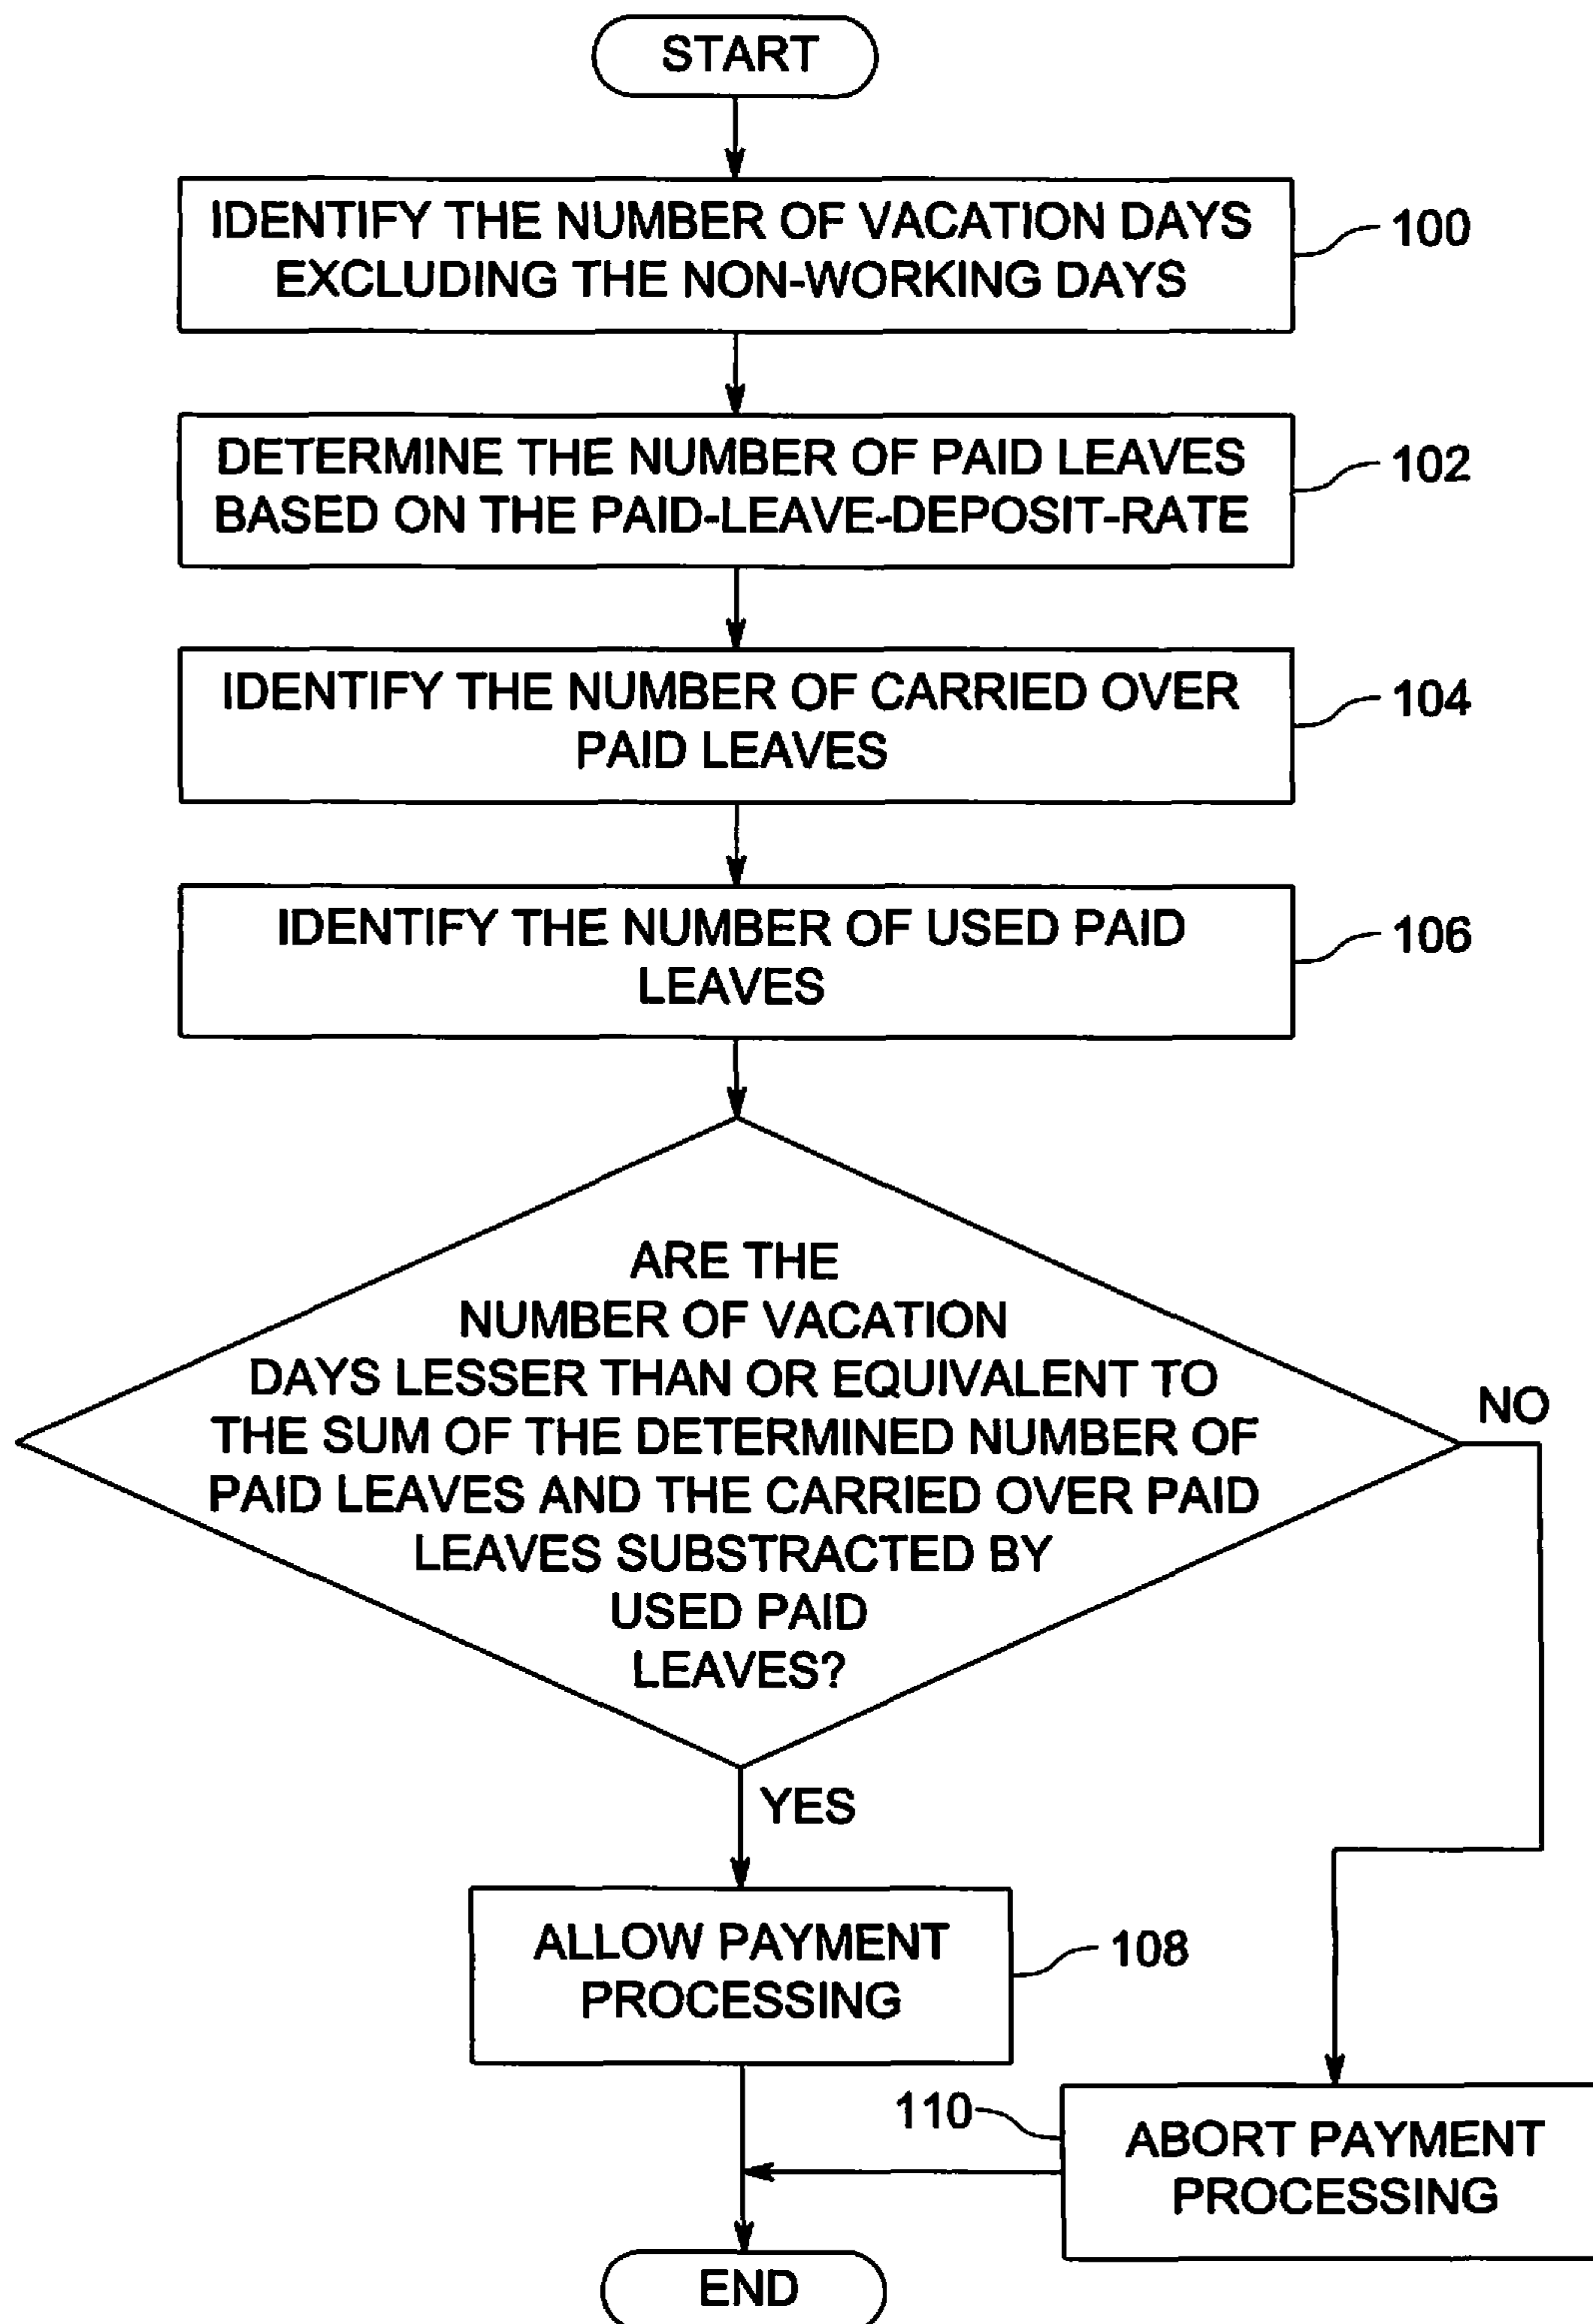 START
IDENTIFY THE NUMBER OF VACATION DAYS
EXCLUDING THE NON-WORKING DAYS
100
DETERMINE THE NUMBER OF PAID LEAVES
BASED ON THE PAID-LEAVE-DEPOSIT-RATE
102
IDENTIFY THE NUMBER OF CARRIED OVER
PAID LEAVES
104
IDENTIFY THE NUMBER OF USED PAID
LEAVES
106
ARE THE
NUMBER OF VACATION
DAYS LESSER THAN OR EQUIVALENT TO
THE SUM OF THE DETERMINED NUMBER OF
PAID LEAVES AND THE CARRIED OVER PAID
LEAVES SUBSTRACTED BY
USED PAID
LEAVES?
NO
YES
ALLOW PAYMENT
PROCESSING
108
110
ABORT PAYMENT
PROCESSING
END